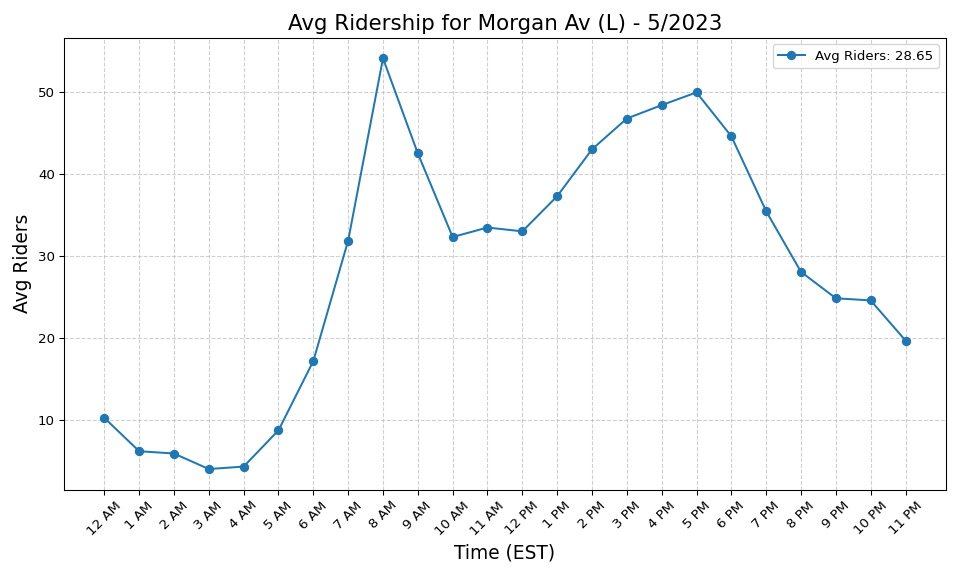 Avg Ridership for Morgan Av (L) - 5/2023
Avg Riders: 28.65
Avg Riders
50
40
30
20
10
12 AM
1 AM
2 AM
3 AM
4 AM
5 AM
6 AM
7 AM
8 AM
9 AM
10 AM
11 AM
12 PM
1 PM
2 PM
3 PM
4 PM
5 PM
6 PM
7 PM
8 PM
9 PM
10 PM
11 PM
Time (EST)